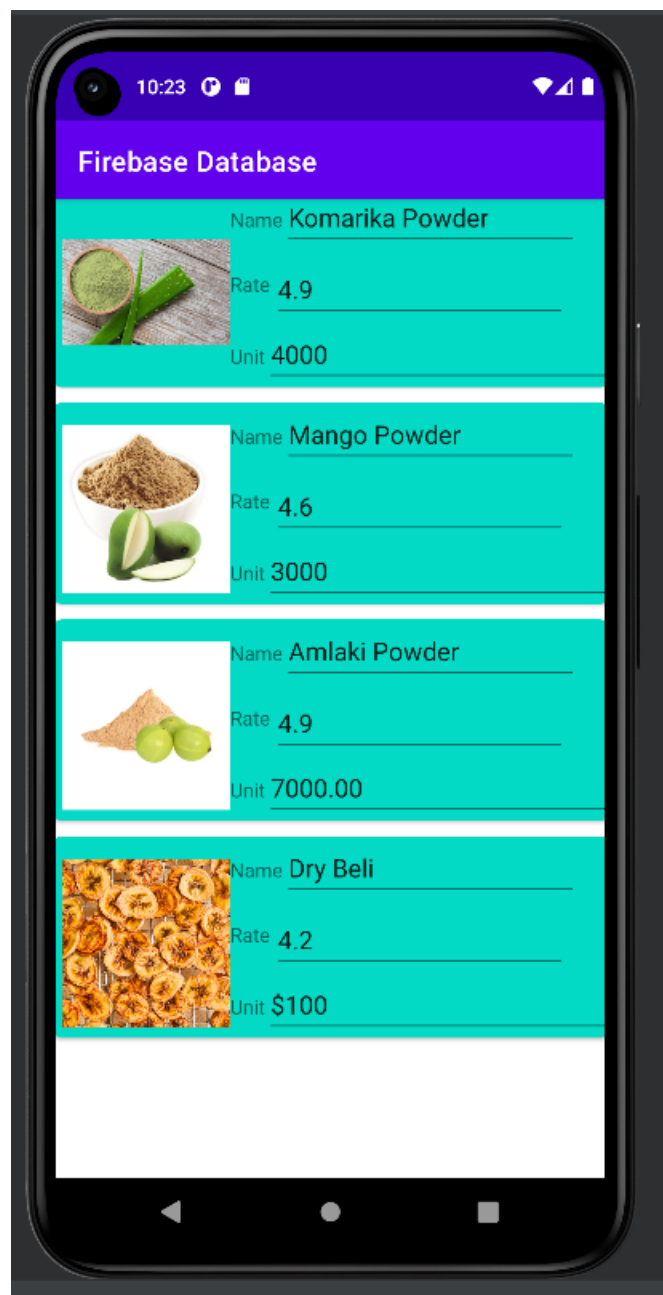 10:23
Firebase Database
Name Komarika Powder
Rate 4.9
Unit 4000
Name Mango Powder
Rate 4.6
Unit 3000
Name Amlaki Powder
Rate 4.9
Unit 7000.00
Name Dry Beli
Rate 4.2
Unit $100